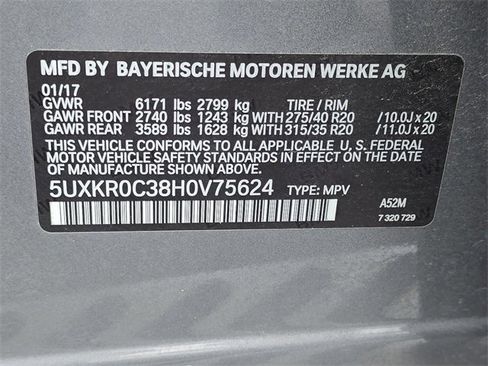 MFD BY BAYERISCHE MOTOREN WERKE AG
01/17
GVWR 6171 lbs 2799 kg TIRE / RIM
GAWR FRONT 2740 lbs 1243 kg WITH 275/40 R20 /10.0J x 20
GAWR REAR 3589 lbs 1628 kg WITH 315/35 R20 /11.0J x 20
THIS VEHICLE CONFORMS TO ALL APPLICABLE U. S. FEDERAL
MOTOR VEHICLE SAFETY STANDARDS IN EFFECT ON THE DATE OF
MANUFACTURE SHOWN ABOVE.
5UXKR0C38H0V75624 TYPE: MPV
A52M
7 320 729